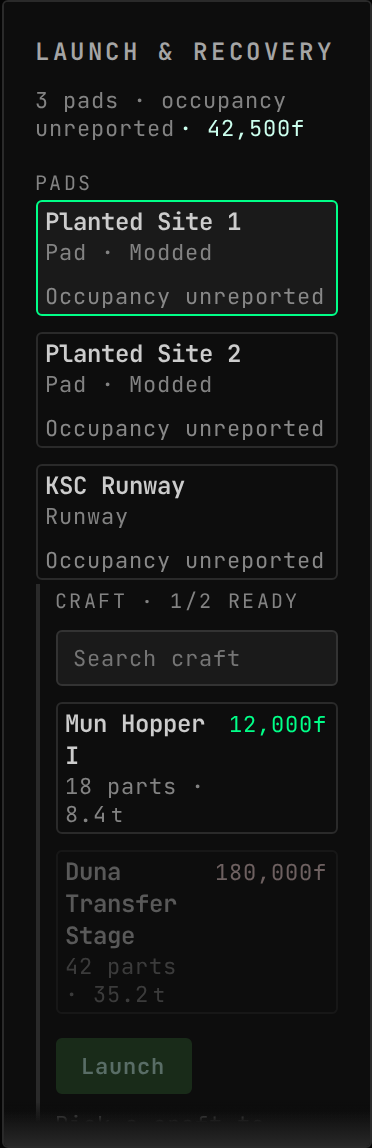 LAUNCH & RECOVERY
3 pads · occupancy
unreported · 42,500f
PADS
Planted Site 1
Pad · Modded
Occupancy unreported
Planted Site 2
Pad · Modded
Occupancy unreported
KSC Runway
Runway
Occupancy unreported
CRAFT · 1/2 READY
Search craft
Mun Hopper 12,000f
I
18 parts ·
8.4t
Duna 180,000f
Transfer
Stage
42 parts
· 35.2t
Launch